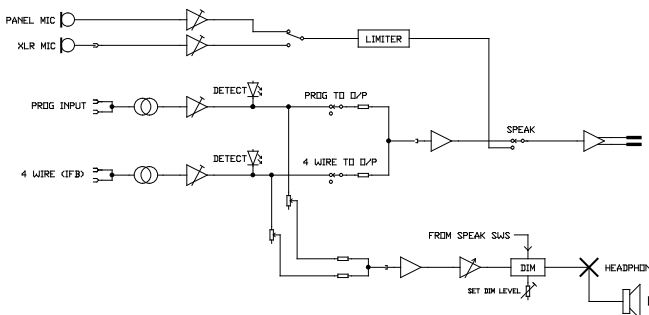 PANEL MIC
XLR MIC
LIMITER
DETECT
PROG TO O/P
PROG INPUT
SPEAK
DETECT
4 WIRE TO O/P
4 WIRE (IFB)
FROM SPEAK SWS
DIM
HEADPHON
SET DIM LEVEL